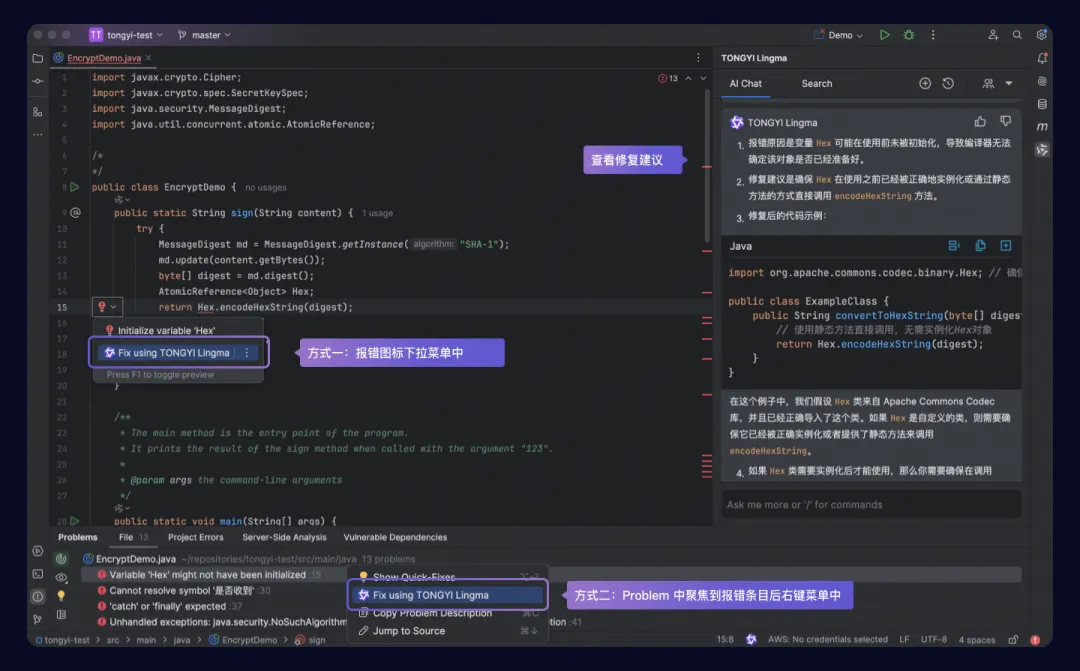 TT tongyi-test master Demo
EncryptDemo.java
TONGYI Lingma
AI Chat Search
1 import javax.crypto.Cipher;
13
2 import javax.crypto.spec.SecretKeySpec;
3 import java.security.MessageDigest;
4 import java.util.concurrent.atomic.AtomicReference;
5
6 /*
7 */
8 public class EncryptDemo { no usages
9 public static String sign(String content) { 1 usage
10 try {
11 MessageDigest md = MessageDigest.getInstance( algorithm: "SHA-1");
12 md.update(content.getBytes());
13 byte[] digest = md.digest();
14 AtomicReference<Object> Hex;
15 return Hex.encodeHexString(digest);
16
Initialize variable 'Hex'
17
18
Fix using TONGYI Lingma
19
Press F1 to toggle preview
20 }
21
22 /**
23 * The main method is the entry point of the program.
24 * It prints the result of the sign method when called with the argument "123".
25 *
26 * @param args the command-line arguments
27 */
28 public static void main(String[] args) {
查看修复建议
方式一：报错图标下拉菜单中
TONGYI Lingma
1. 报错原因是变量 Hex 可能在使用前未被初始化，导致编译器无法
确定该对象是否已经准备好。
2. 修复建议是确保 Hex 在使用之前已经被正确地实例化或通过静态
方法的方式直接调用 encodeHexString 方法。
3. 修复后的代码示例：
Java
import org.apache.commons.codec.binary.Hex; // 确
public class ExampleClass {
public String convertToHexString(byte[] diges
// 使用静态方法直接调用，无需实例化Hex对象
return Hex.encodeHexString(digest);
}
}
在这个例子中，我们假设 Hex 类来自 Apache Commons Codec
库，并且已经正确导入了这个类。如果 Hex 是自定义的类，则需要确
保它已经被正确实例化或者提供了静态方法来调用
encodeHexString。
4. 如果 Hex 类需要实例化后才能使用，那么你需要确保在调用
Ask me more or '/' for commands
Problems File 13 Project Errors Server-Side Analysis Vulnerable Dependencies
EncryptDemo.java ~/repositories/tongyi-test/src/main/java 13 problems
Variable 'Hex' might not have been initialized :15
Cannot resolve symbol '是否收到' :30
'catch' or 'finally' expected :37
Unhandled exceptions: java.security.NoSuchAlgorithm
tion :41
Show Quick-Fixes
Fix using TONGYI Lingma
Copy Problem Description ⌘C
Jump to Source ⌘↓
方式二：Problem 中聚焦到报错条目后右键菜单中
tongyi-test > src > main > java > EncryptDemo > sign
15:8 AWS: No credentials selected LF UTF-8 4 spaces